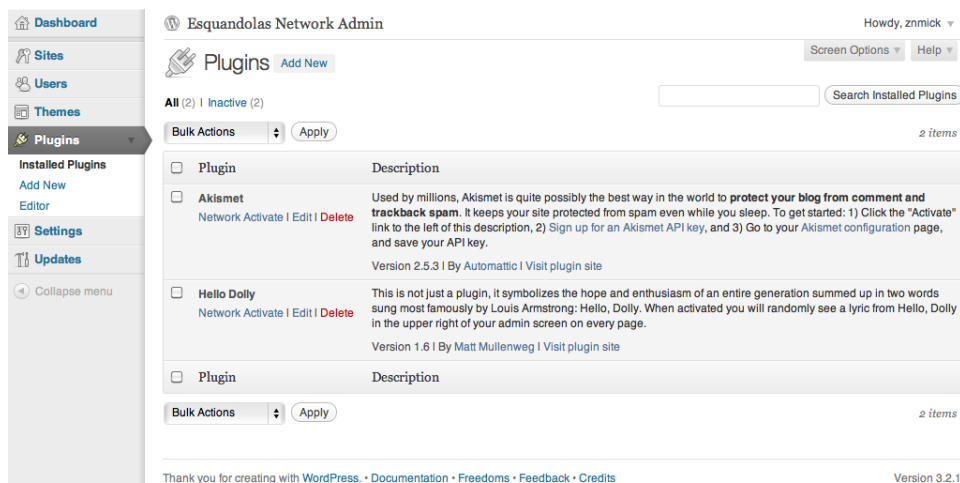 Dashboard
Sites
Users
Themes
Plugins
Installed Plugins
Add New
Editor
Settings
Updates
Collapse menu
Esquandolas Network Admin
Howdy, znmick
Screen Options
Help
Plugins Add New
All (2) | Inactive (2)
Search Installed Plugins
Bulk Actions Apply
2 items
Plugin Description
Akismet
Network Activate | Edit | Delete
Used by millions, Akismet is quite possibly the best way in the world to protect your blog from comment and
trackback spam. It keeps your site protected from spam even while you sleep. To get started: 1) Click the "Activate"
link to the left of this description, 2) Sign up for an Akismet API key, and 3) Go to your Akismet configuration page,
and save your API key.
Version 2.5.3 | By Automattic | Visit plugin site
Hello Dolly
Network Activate | Edit | Delete
This is not just a plugin, it symbolizes the hope and enthusiasm of an entire generation summed up in two words
sung most famously by Louis Armstrong: Hello, Dolly. When activated you will randomly see a lyric from Hello, Dolly
in the upper right of your admin screen on every page.
Version 1.6 | By Matt Mullenweg | Visit plugin site
Plugin Description
Bulk Actions Apply
2 items
Thank you for creating with WordPress. • Documentation • Freedoms • Feedback • Credits
Version 3.2.1